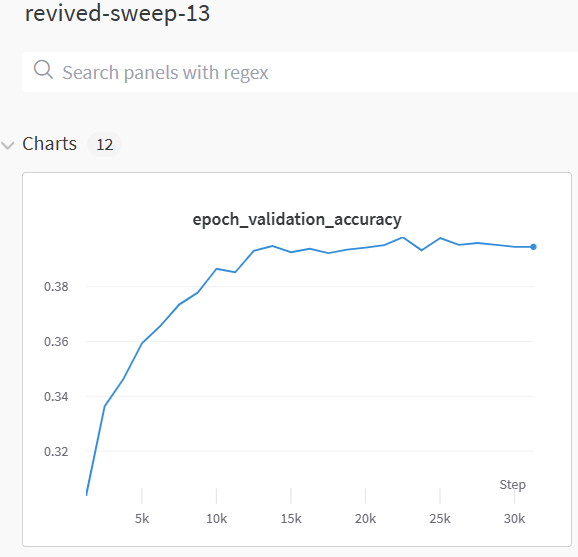 revived-sweep-13
Search panels with regex
Charts 12
epoch_validation_accuracy
0.38
0.36
0.34
0.32
Step
5k 10k 15k 20k 25k 30k